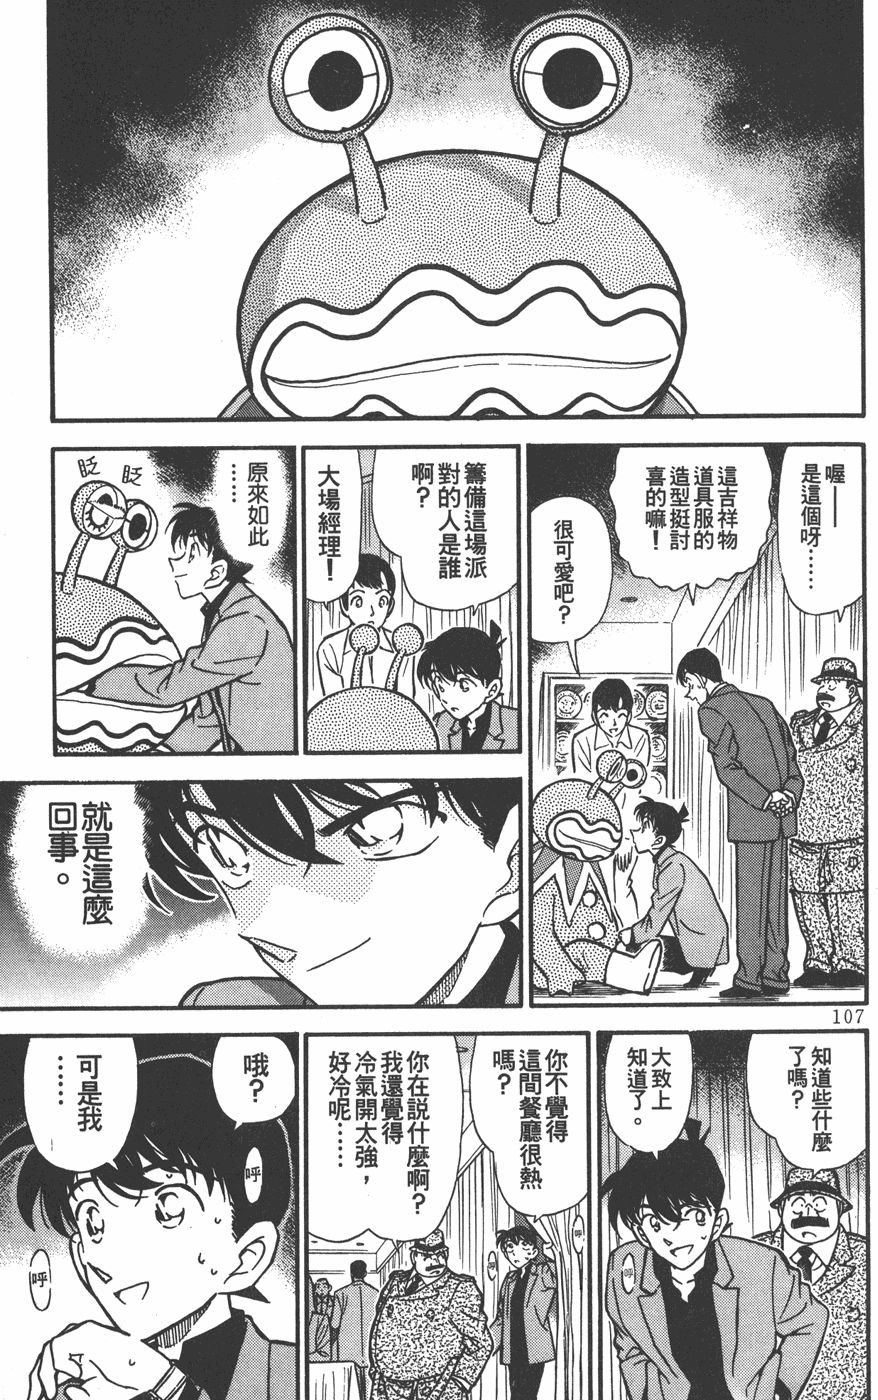 喔——
是這個呀……
這吉祥物
道具服的
造型挺討
喜的嘛！
很可愛吧？
籌備這場派
對的人是誰
啊？
大場經理！
原來如此
……
眨
眨
就是這麼
回事。
107
知道些什麼
了嗎？
大致上
知道了。
呼
你不覺得
這間餐廳很熱
嗎？
呼
你在説什麼啊？
我還覺得
冷氣開太強，
好冷呢……
哦？
呼
可是我
……
呼